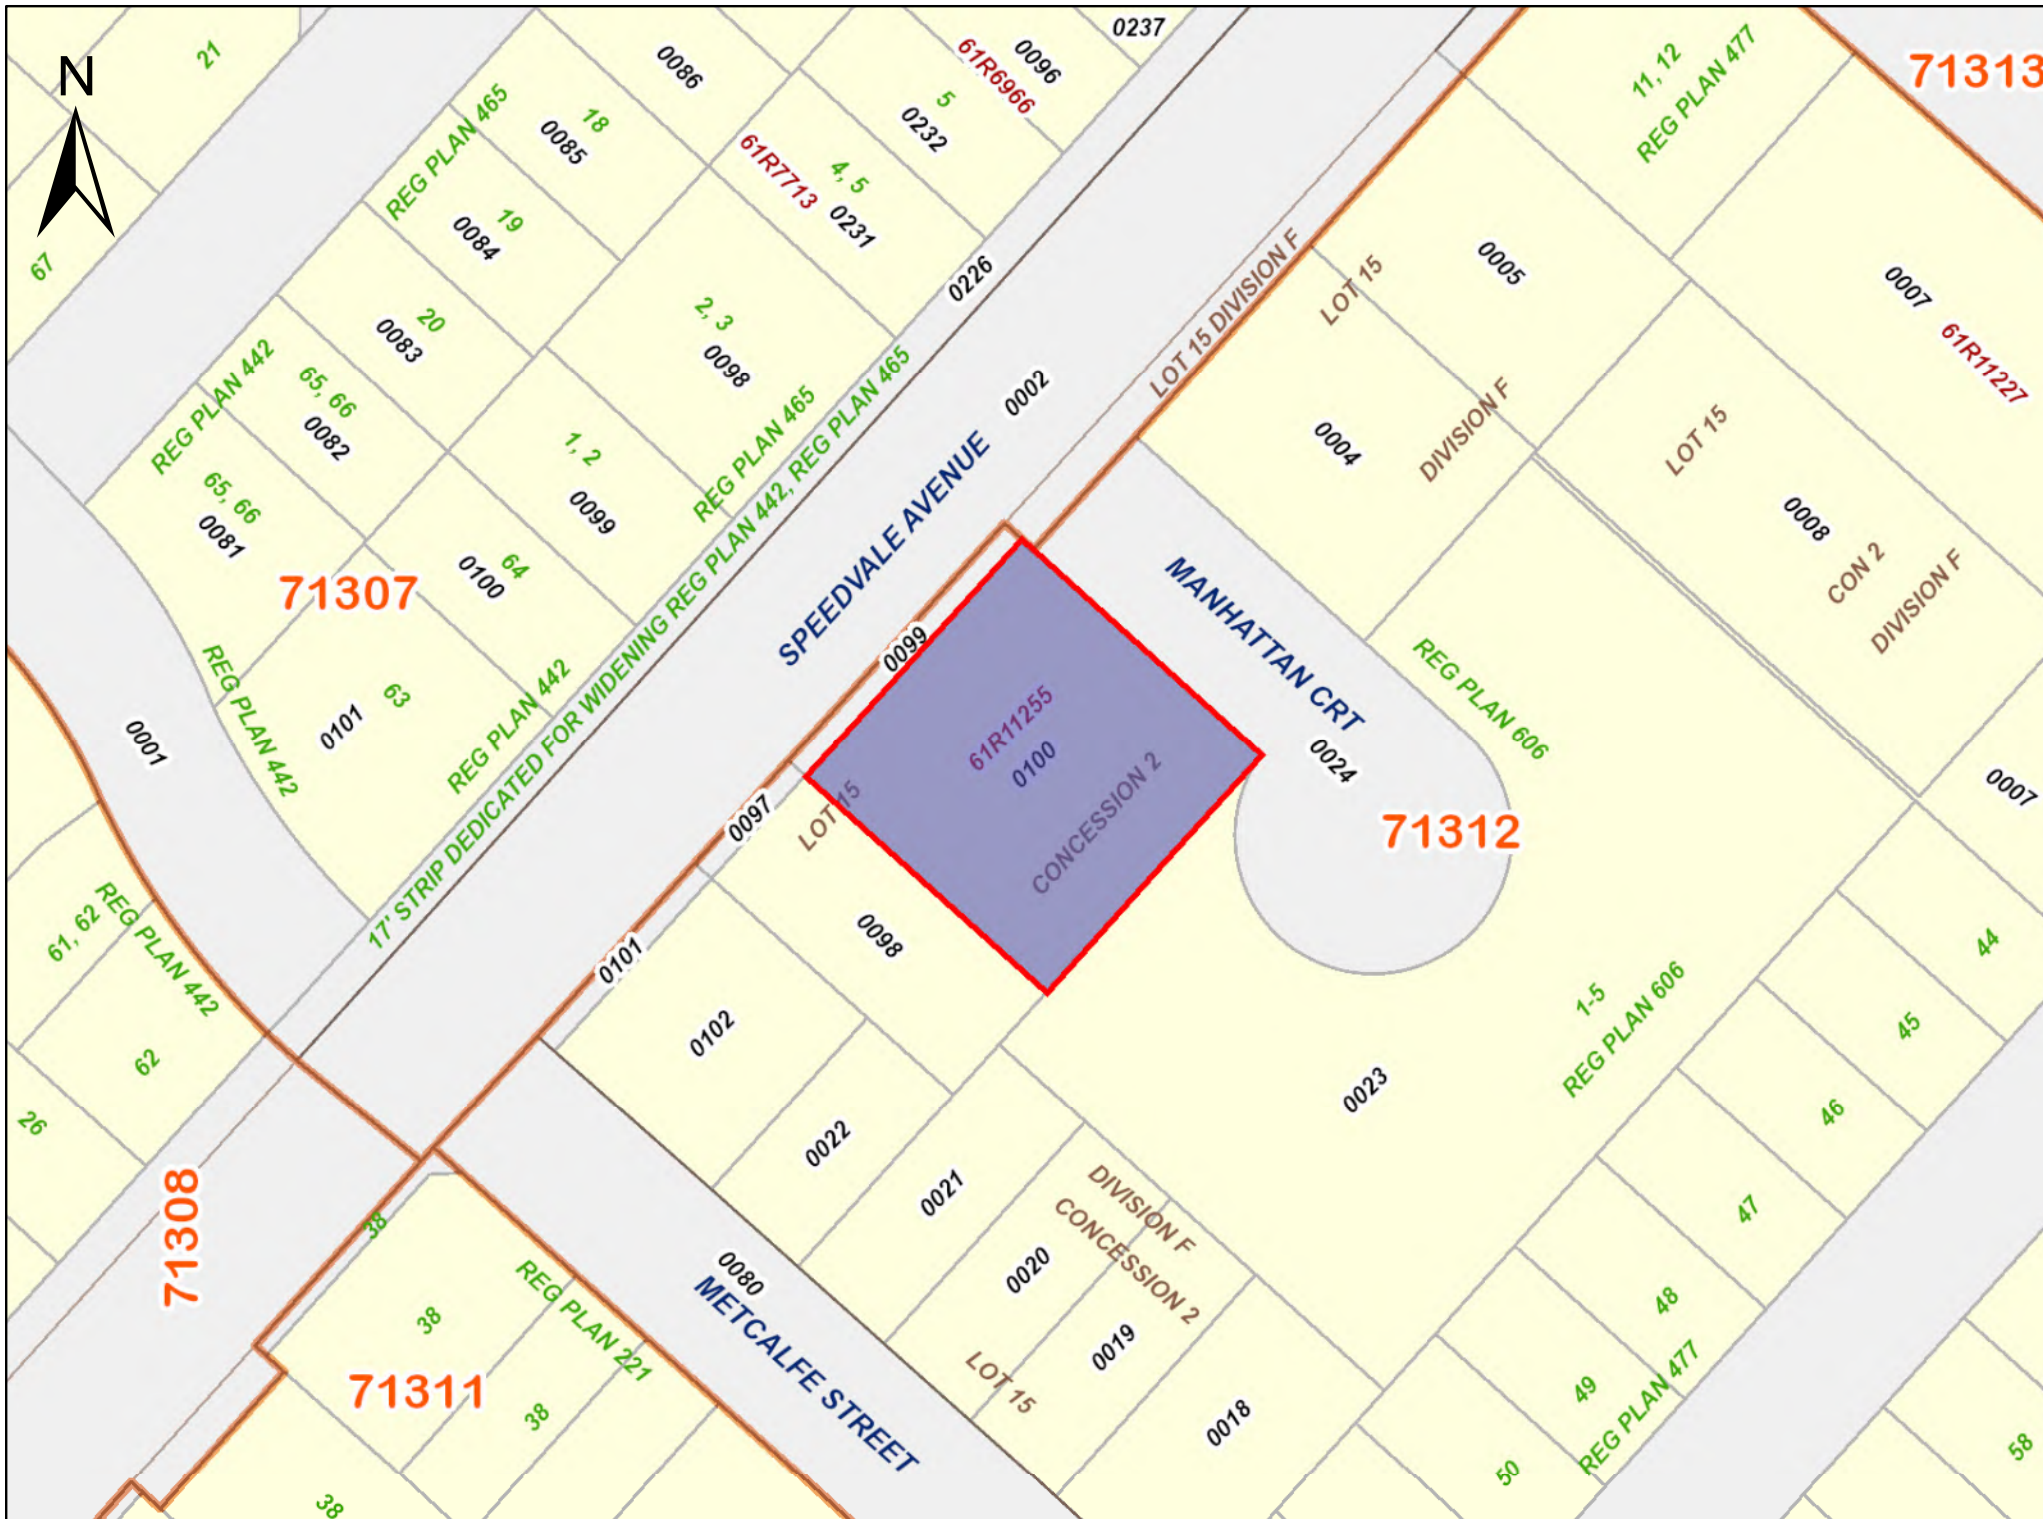 N
21
67
0086
0237
0096
61R6966
5
0232
71313
11, 12
REG PLAN 477
REG PLAN 465
18
0085
61R7713
4, 5
0231
19
0084
0226
LOT 15 DIVISION F
LOT 15
0005
0007
61R11227
20
0083
2, 3
0098
REG PLAN 442
65, 66
0082
REG PLAN 465
0002
0004
DIVISION F
LOT 15
1, 2
0099
65, 66
0081
64
0100
71307
17' STRIP DEDICATED FOR WIDENING REG PLAN 442, REG PLAN 465
SPEEDVALE AVENUE
MANHATTAN CRT
0008
CON 2
DIVISION F
REG PLAN 442
63
0101
REG PLAN 442
0001
0099
61R11255
0100
CONCESSION 2
LOT 15
REG PLAN 606
0024
71312
0007
0097
0098
0101
0102
61, 62
REG PLAN 442
62
26
44
45
46
47
48
49
50
58
1-5
REG PLAN 606
0023
0022
0021
0020
0019
0018
DIVISION F
CONCESSION 2
LOT 15
REG PLAN 477
71308
38
38
REG PLAN 221
71311
38
38
0080
METCALFE STREET